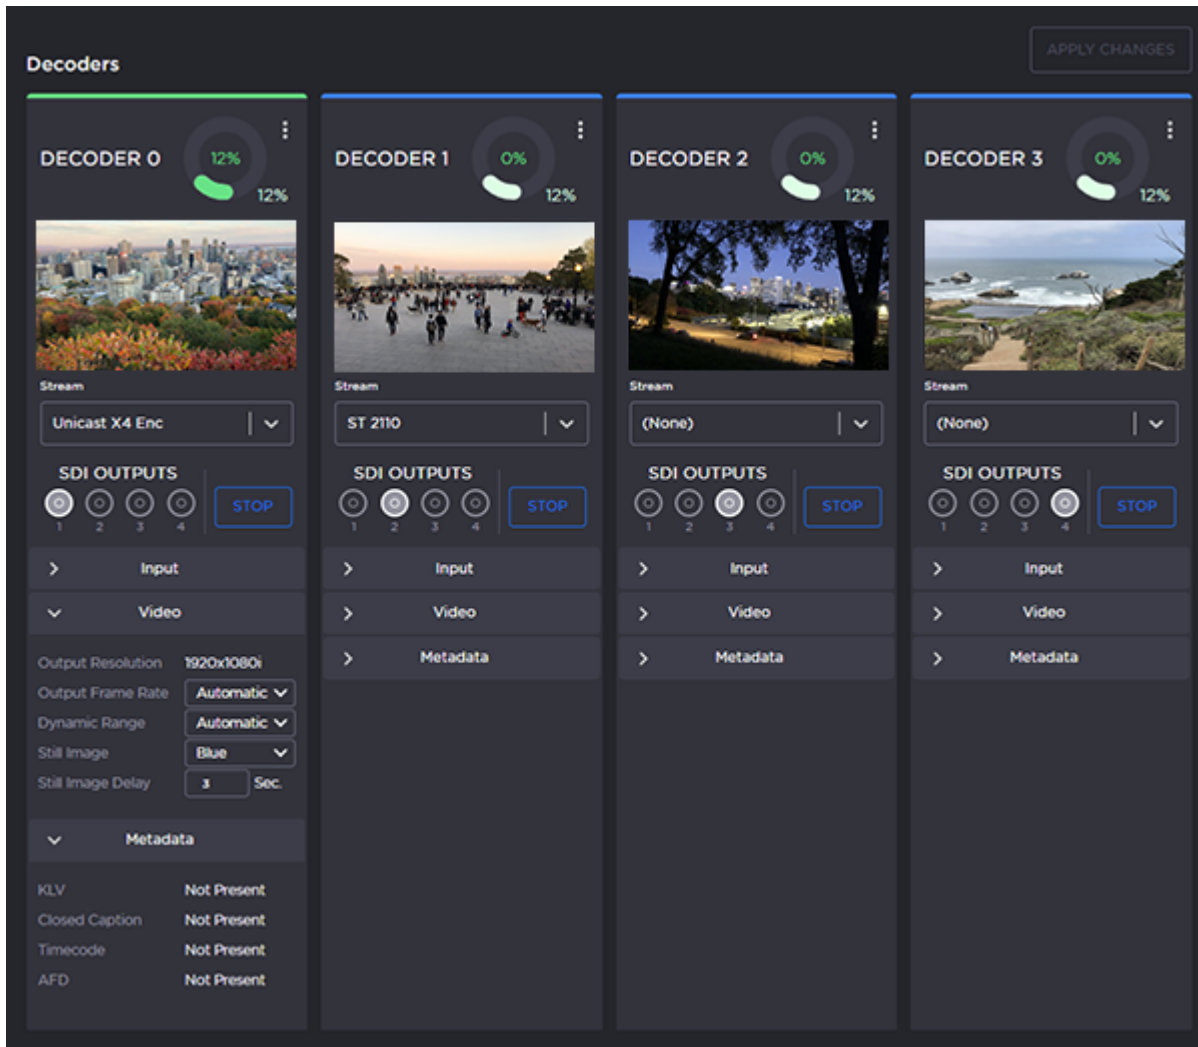 APPLY CHANGES
Decoders
DECODER 0
12%
12%
Stream
Unicast X4 Enc
SDI OUTPUTS
1 2 3 4
STOP
Input
Video
Output Resolution 1920x1080i
Output Frame Rate Automatic
Dynamic Range Automatic
Still Image Blue
Still Image Delay 3 Sec.
Metadata
KLV Not Present
Closed Caption Not Present
Timecode Not Present
AFD Not Present
DECODER 1
0%
12%
Stream
ST 2110
SDI OUTPUTS
1 2 3 4
STOP
Input
Video
Metadata
DECODER 2
0%
12%
Stream
(None)
SDI OUTPUTS
1 2 3 4
STOP
Input
Video
Metadata
DECODER 3
0%
12%
Stream
(None)
SDI OUTPUTS
1 2 3 4
STOP
Input
Video
Metadata